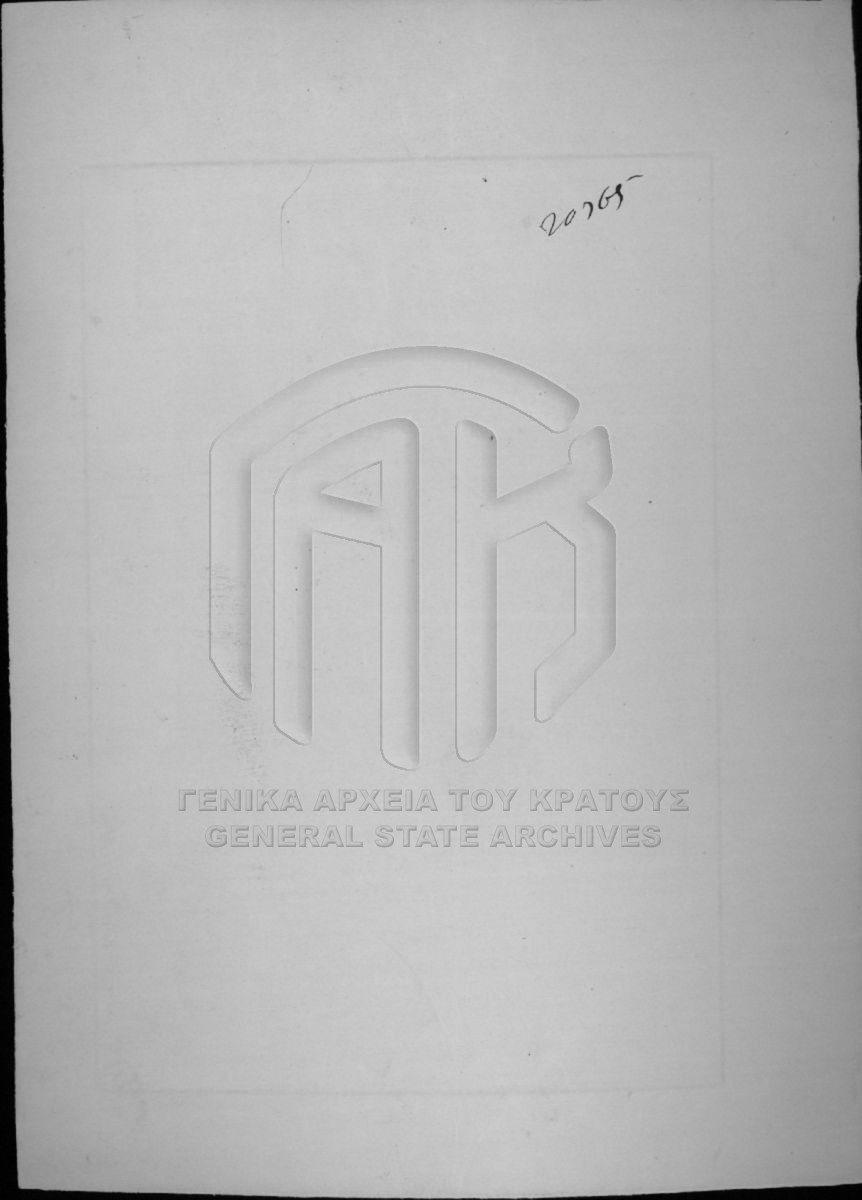 20765
ΓΕΝΙΚΑ ΑΡΧΕΙΑ ΤΟΥ ΚΡΑΤΟΥΣ
GENERAL STATE ARCHIVES